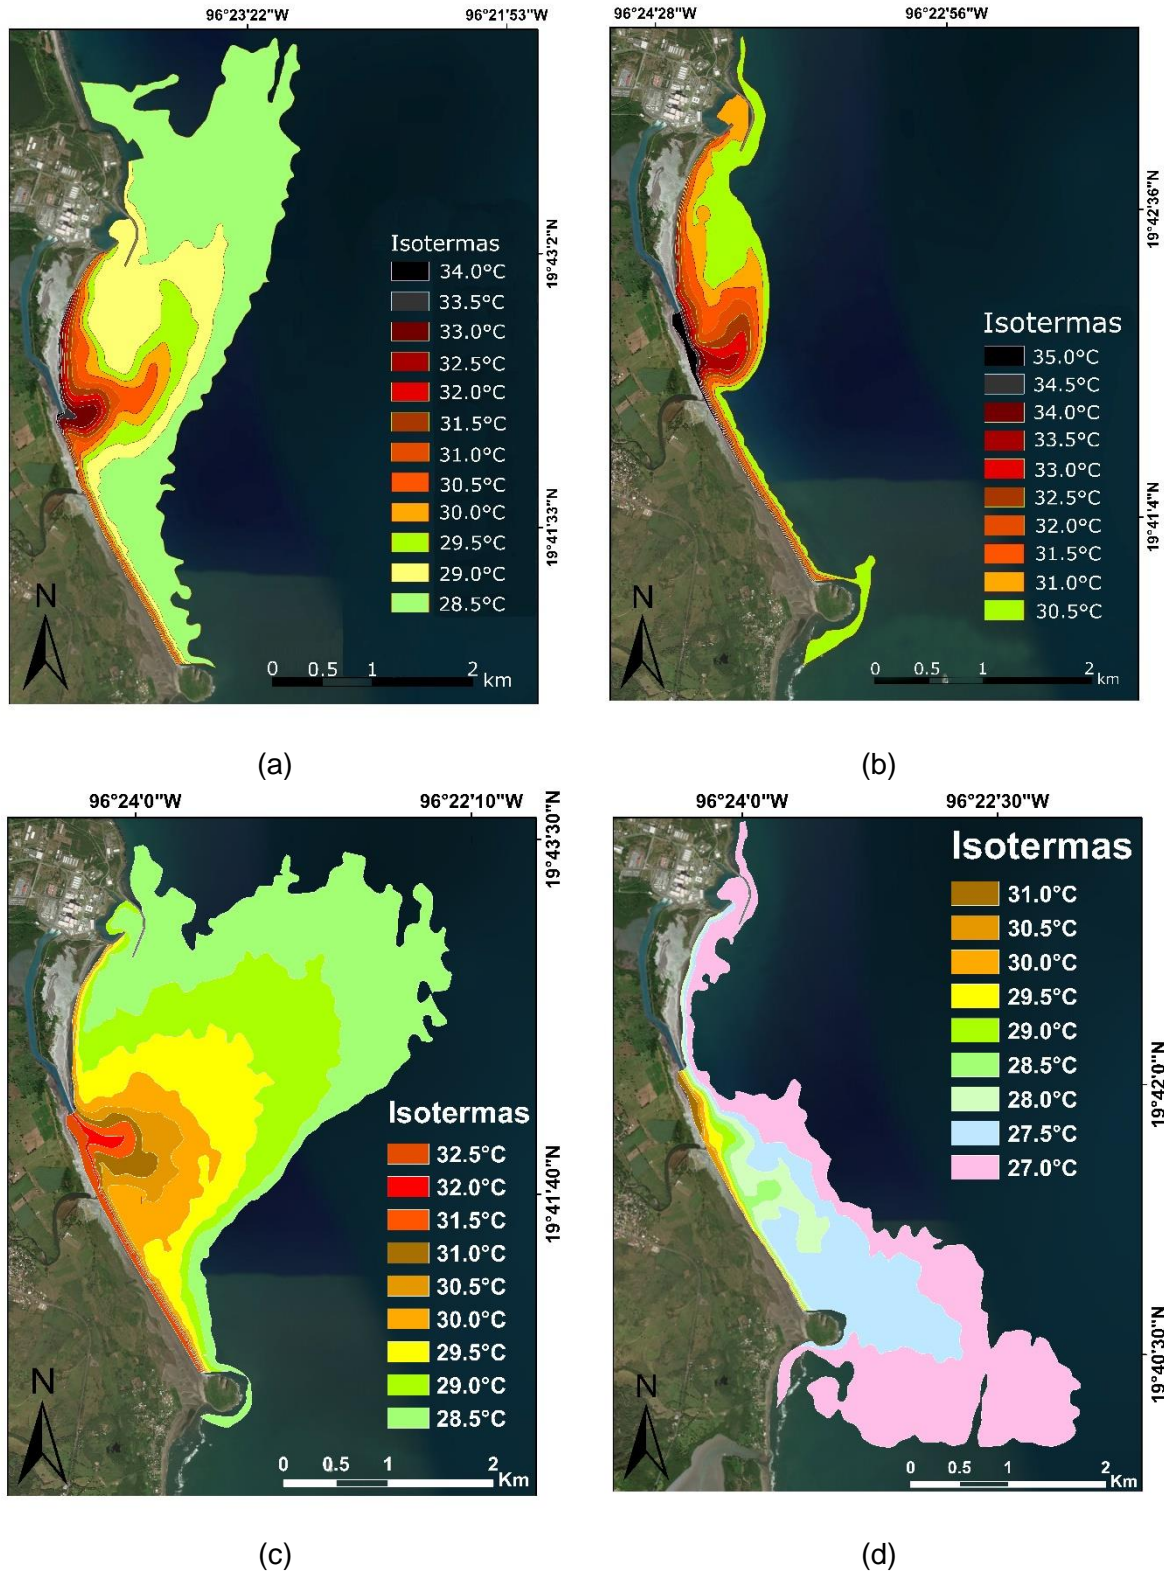 96°23'22"W 96°21'53"W
19°43'2"N
19°41'33"N
Isotermas
34.0°C
33.5°C
33.0°C
32.5°C
32.0°C
31.5°C
31.0°C
30.5°C
30.0°C
29.5°C
29.0°C
28.5°C
N
0 0.5 1 2
km
(a)
96°24'28"W 96°22'56"W
19°42'36"N
19°41'4"N
Isotermas
35.0°C
34.5°C
34.0°C
33.5°C
33.0°C
32.5°C
32.0°C
31.5°C
31.0°C
30.5°C
N
0 0.5 1 2
km
(b)
96°24'0"W 96°22'10"W
19°43'30"N
19°41'40"N
Isotermas
32.5°C
32.0°C
31.5°C
31.0°C
30.5°C
30.0°C
29.5°C
29.0°C
28.5°C
N
0 0.5 1 2
Km
(c)
96°24'0"W 96°22'30"W
19°42'0"N
19°40'30"N
Isotermas
31.0°C
30.5°C
30.0°C
29.5°C
29.0°C
28.5°C
28.0°C
27.5°C
27.0°C
N
0 0.5 1 2
Km
(d)